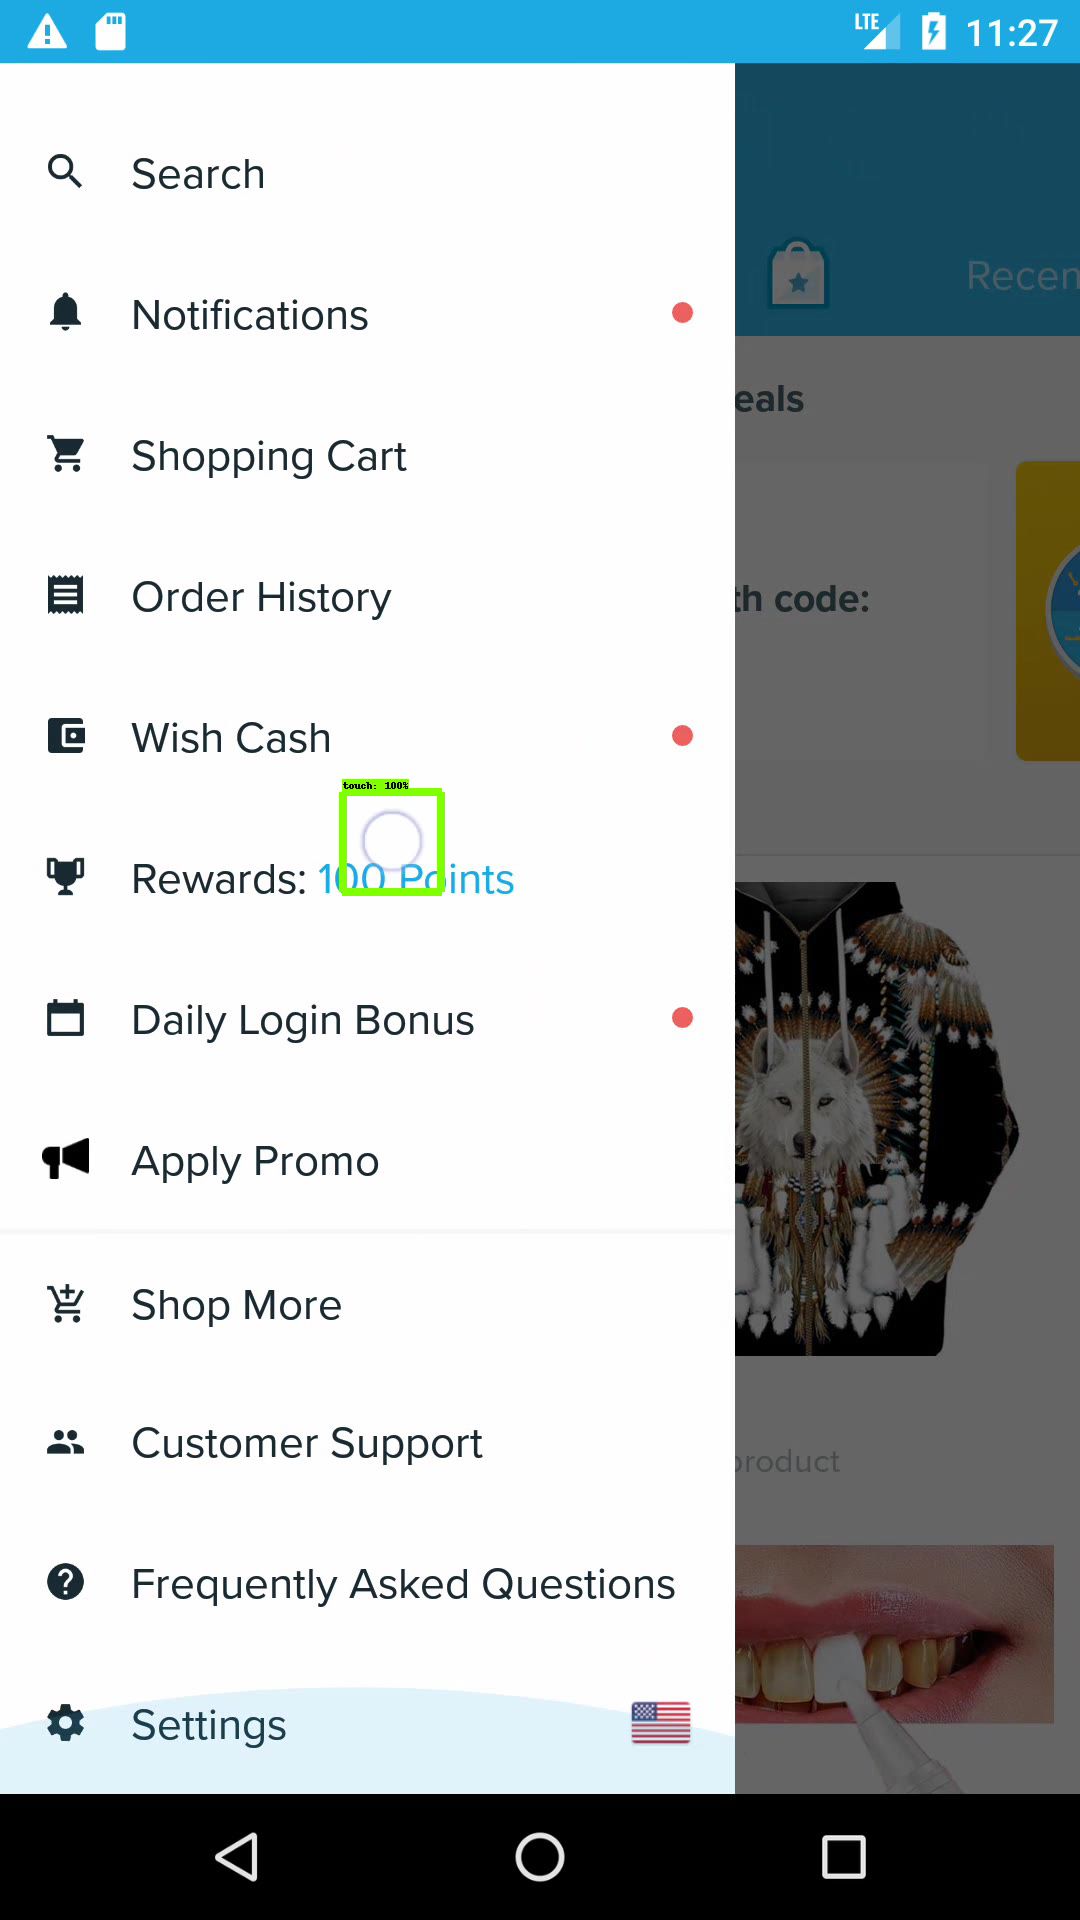 LTE 11:27
Search
Recen
Notifications
eals
Shopping Cart
Order History
th code:
Wish Cash
touch: 100%
Rewards: 100 Points
Daily Login Bonus
Apply Promo
Shop More
Customer Support
product
Frequently Asked Questions
Settings